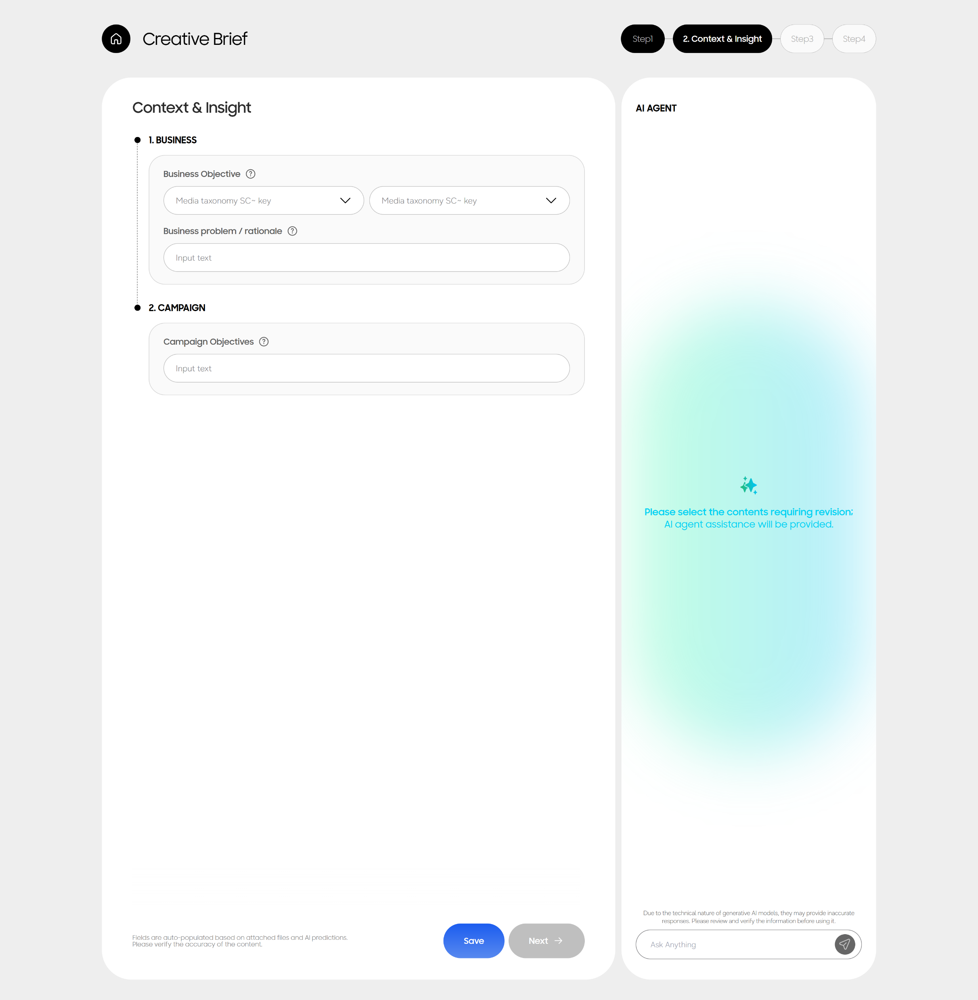 Creative Brief
Step1
2. Context & Insight
Step3
Step4
Context & Insight
1. BUSINESS
Business Objective ?
Media taxonomy SC~ key
Media taxonomy SC~ key
Business problem / rationale ?
Input text
2. CAMPAIGN
Campaign Objectives ?
Input text
Fields are auto-populated based on attached files and AI predictions.
Please verify the accuracy of the content.
Save
Next
AI AGENT
Please select the contents requiring revision;
AI agent assistance will be provided.
Due to the technical nature of generative AI models, they may provide inaccurate
responses. Please review and verify the information before using it.
Ask Anything